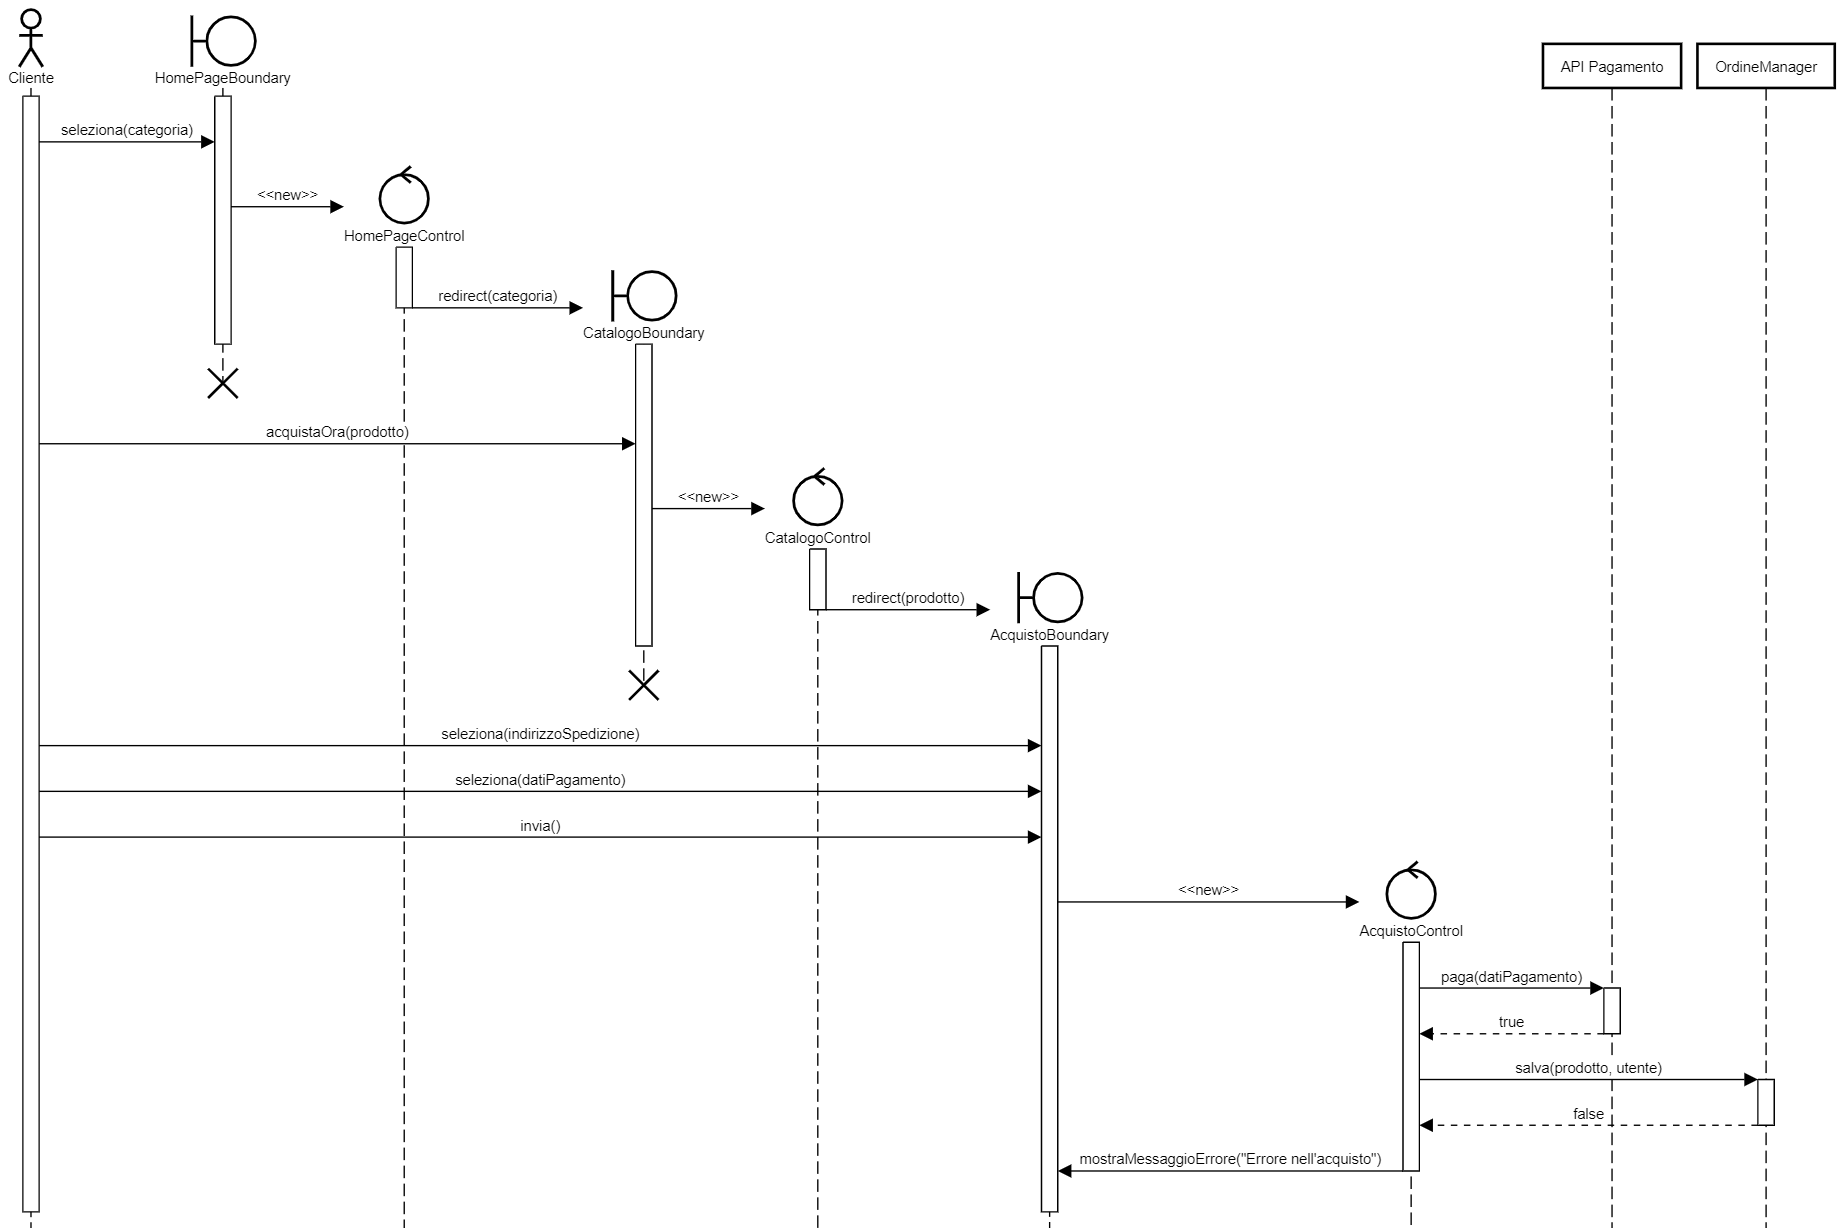 Cliente
HomePageBoundary
API Pagamento
OrdineManager
seleziona(categoria)
<<new>>
HomePageControl
redirect(categoria)
CatalogoBoundary
acquistaOra(prodotto)
<<new>>
CatalogoControl
redirect(prodotto)
AcquistoBoundary
seleziona(indirizzoSpedizione)
seleziona(datiPagamento)
invia()
<<new>>
AcquistoControl
paga(datiPagamento)
true
salva(prodotto, utente)
false
mostraMessaggioErrore("Errore nell'acquisto")